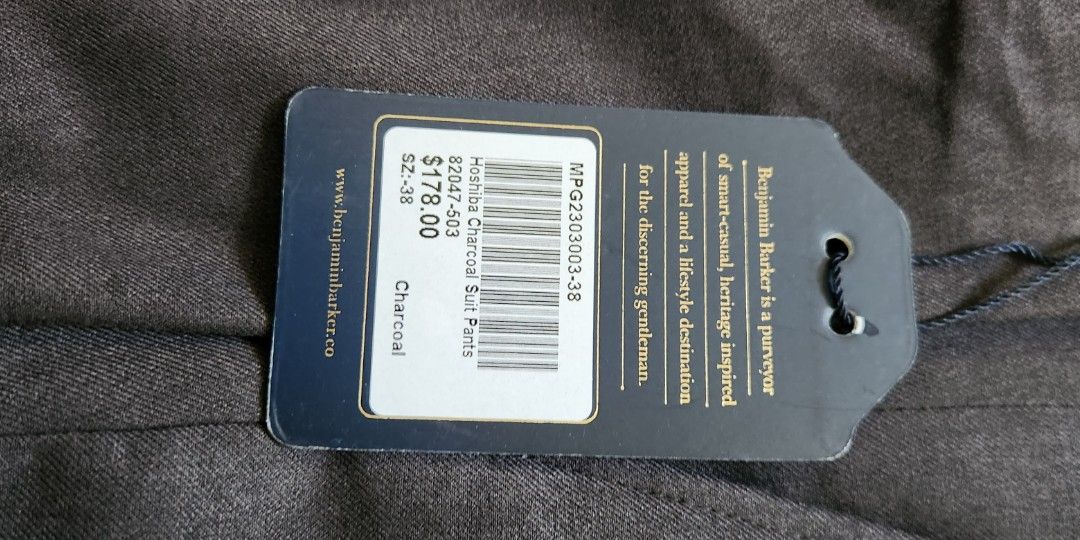 Benjamin Barker is a purveyor
of smart-casual, heritage inspired
apparel and a lifestyle destination
for the discerning gentleman.
MPG2303003-38
Hoshiba Charcoal Suit Pants
82047-503
$178.00
SZ:-38 Charcoal
www.benjaminbarker.co